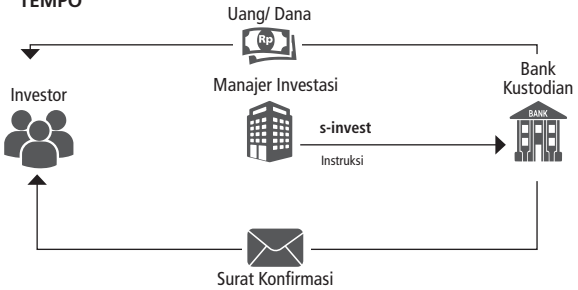 TEMPO
Uang/ Dana
Rp
Manajer Investasi
Bank
Kustodian
Investor
BANK
s-invest
Instruksi
Surat Konfirmasi